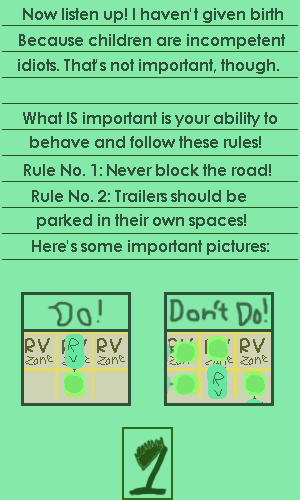 Now listen up! I haven't given birth
Because children are incompetent
idiots. That's not important, though.
What IS important is your ability to
behave and follow these rules!
Rule No. 1: Never block the road!
Rule No. 2: Trailers should be
parked in their own spaces!
Here's some important pictures:
Do!
Don't Do!
RV
Zone
RV
RV
Zone
RV
Zone
RV
Zone
RV